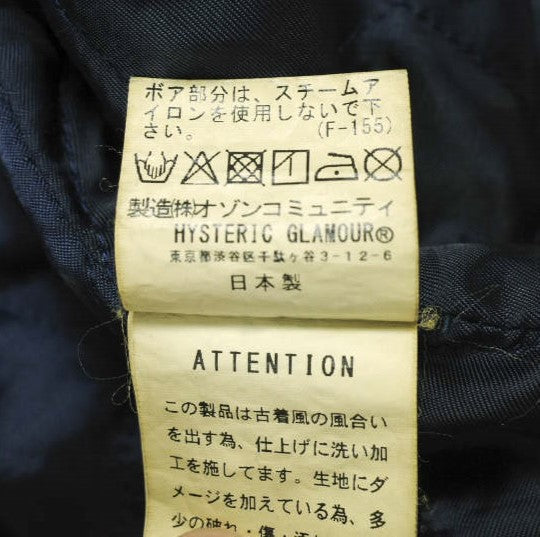 ボア部分は、スチームア
イロンを使用しないで下
さい。 (F-155)
製造㈱オゾンコミュニティ
HYSTERIC GLAMOUR®
東京都渋谷区千駄ヶ谷3-12-6
日本製
ATTENTION
この製品は古着風の風合い
を出す為、仕上げに洗い加
工を施してます。生地にダ
メージを加えている為、多
少の破れ・傷・